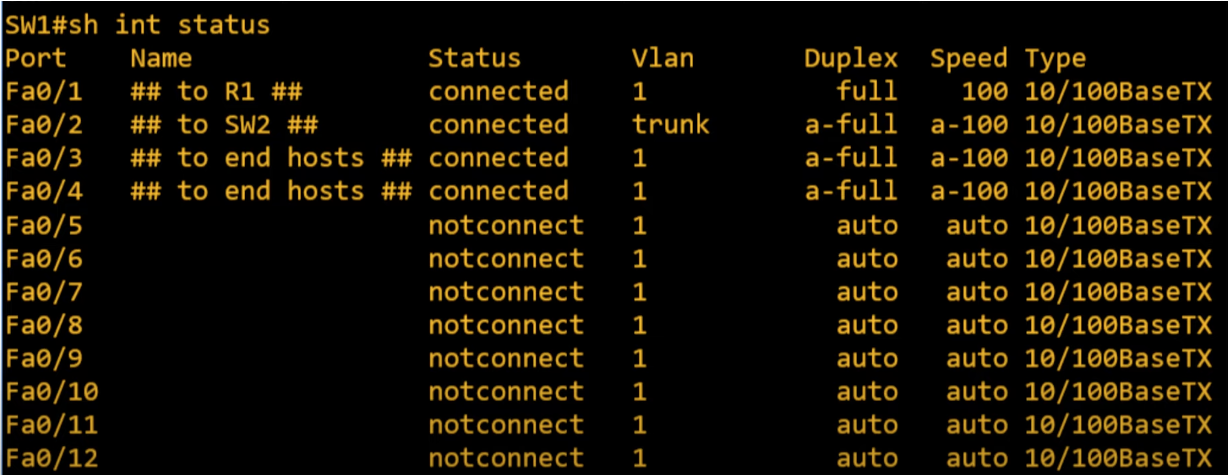 SW1#sh int status
Port Name Status Vlan Duplex Speed Type
Fa0/1 ## to R1 ## connected 1 full 100 10/100BaseTX
Fa0/2 ## to SW2 ## connected trunk a-full a-100 10/100BaseTX
Fa0/3 ## to end hosts ## connected 1 a-full a-100 10/100BaseTX
Fa0/4 ## to end hosts ## connected 1 a-full a-100 10/100BaseTX
Fa0/5 notconnect 1 auto auto 10/100BaseTX
Fa0/6 notconnect 1 auto auto 10/100BaseTX
Fa0/7 notconnect 1 auto auto 10/100BaseTX
Fa0/8 notconnect 1 auto auto 10/100BaseTX
Fa0/9 notconnect 1 auto auto 10/100BaseTX
Fa0/10 notconnect 1 auto auto 10/100BaseTX
Fa0/11 notconnect 1 auto auto 10/100BaseTX
Fa0/12 notconnect 1 auto auto 10/100BaseTX